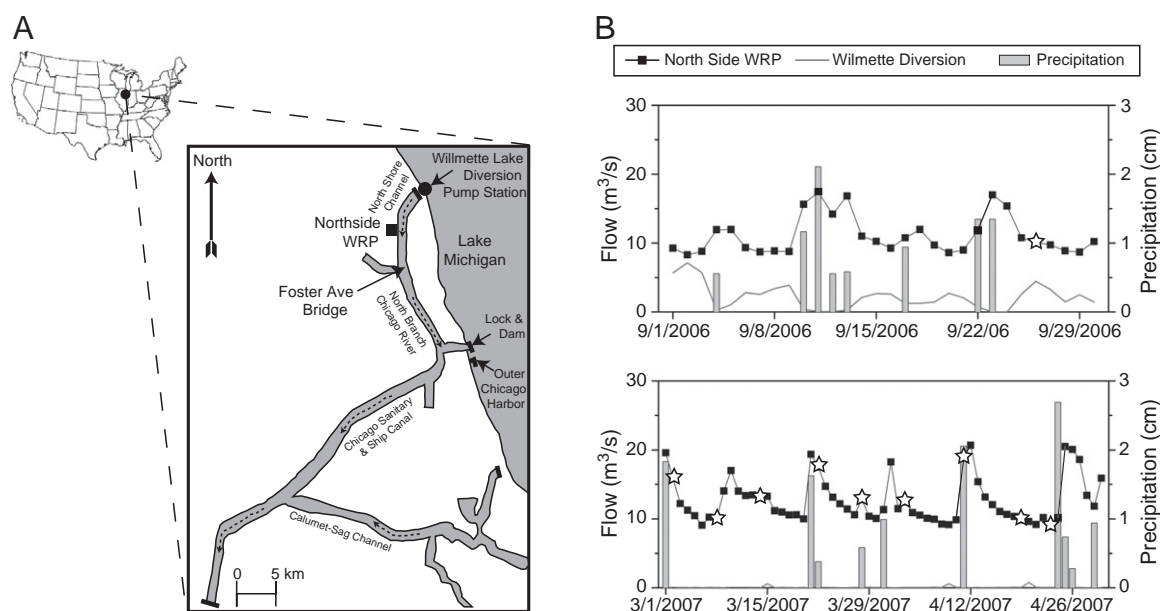 A
North
North Shore
Channel
Willmette Lake
Diversion
Pump Station
Northside
WRP
Lake
Michigan
Foster Ave
Bridge
North Branch
Chicago River
Lock &
Dam
Outer
Chicago
Harbor
Chicago Sanitary
& Ship Canal
Calumet-Sag Channel
0 5 km
B
North Side WRP Wilmette Diversion Precipitation
Flow (m³/s)
30
20
10
0
Precipitation (cm)
3
2
1
0
9/1/2006 9/8/2006 9/15/2006 9/22/06 9/29/2006
Flow (m³/s)
30
20
10
0
Precipitation (cm)
3
2
1
0
3/1/2007 3/15/2007 3/29/2007 4/12/2007 4/26/2007